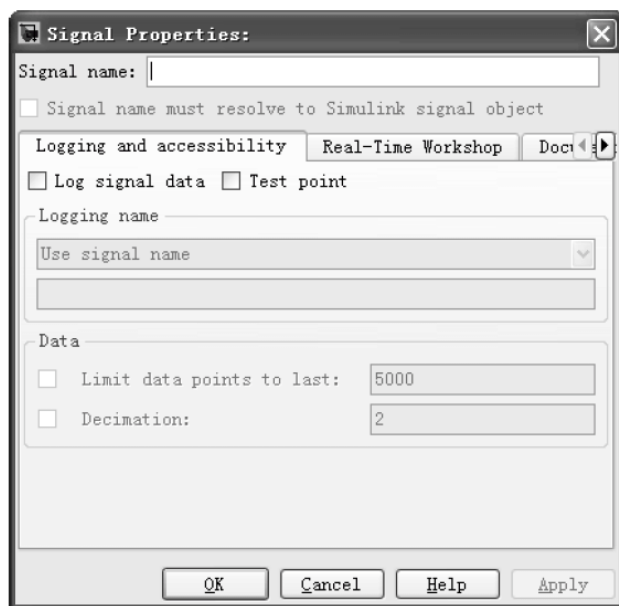 Signal Properties:
Signal name:
Signal name must resolve to Simulink signal object
Logging and accessibility Real-Time Workshop
Log signal data Test point
Logging name
Use signal name
Data
Limit data points to last: 5000
Decimation: 2
OK Cancel Help Apply